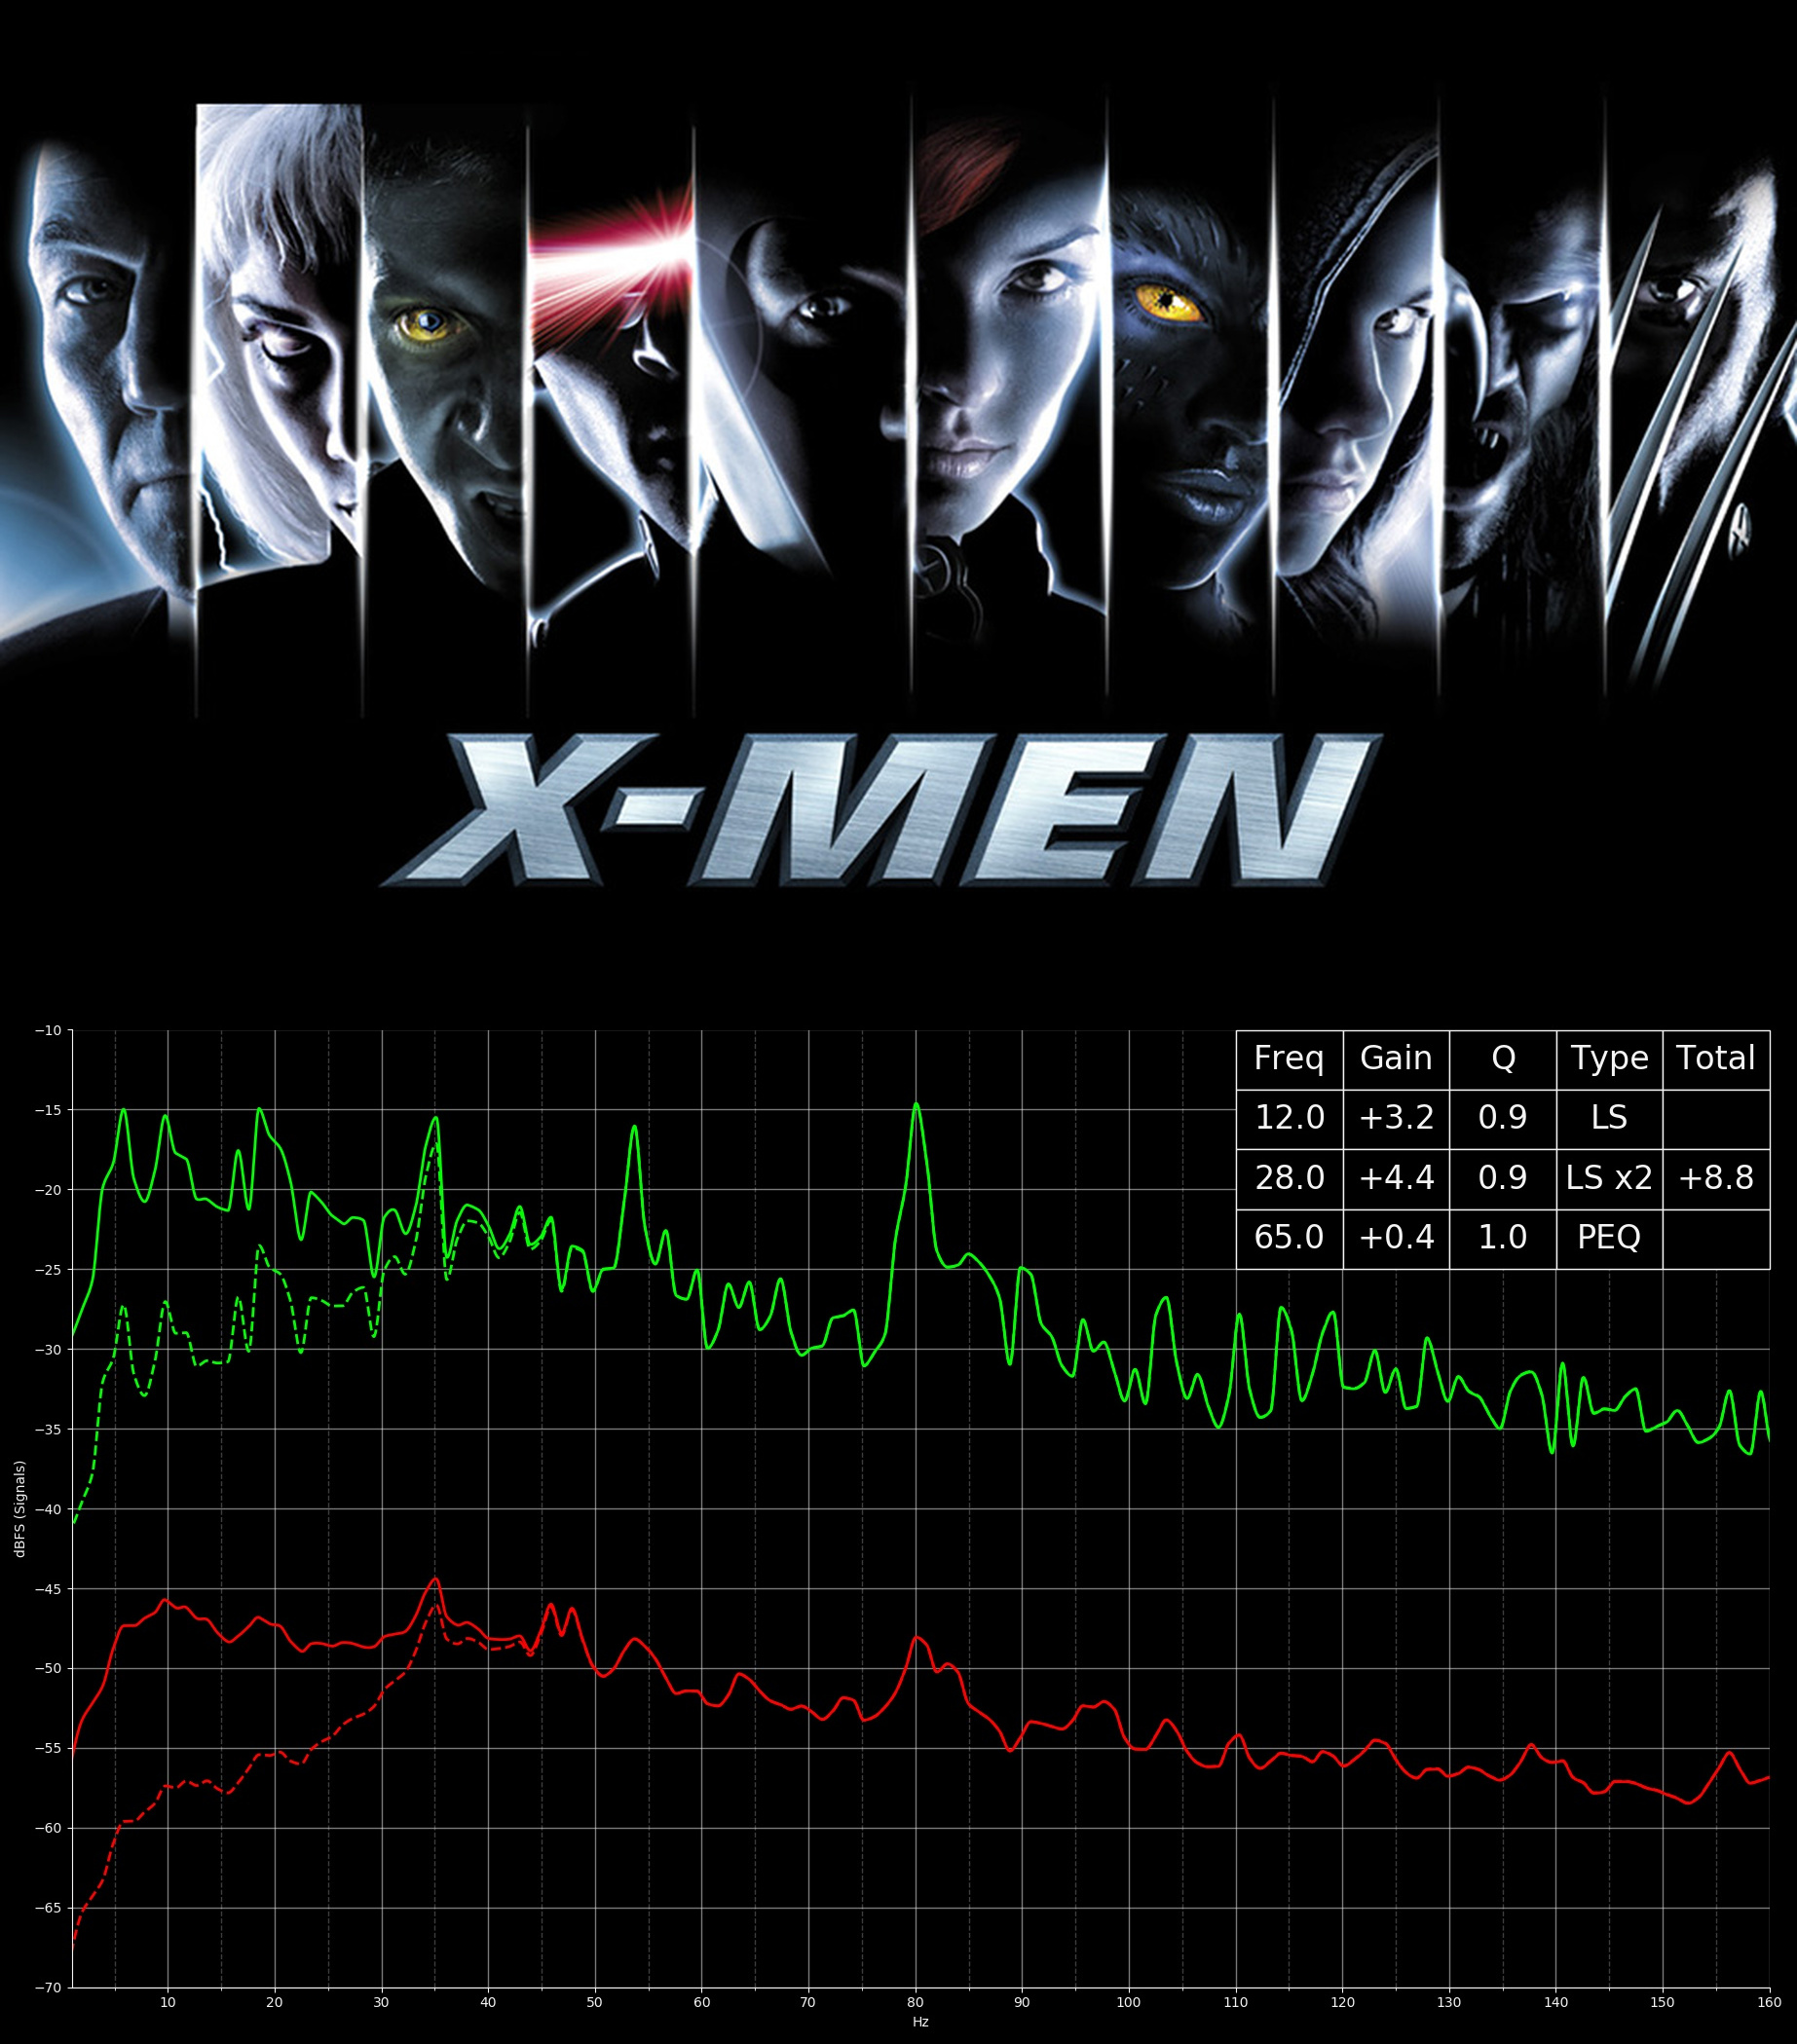 X-MEN
−10
Freq Gain Q Type Total
−15
12.0 +3.2 0.9 LS
−20
28.0 +4.4 0.9 LS x2 +8.8
65.0 +0.4 1.0 PEQ
−25
−30
−35
−40
−45
−50
−55
−60
−65
−70
dBFS (Signals)
10 20 30 40 50 60 70 80 90 100 110 120 130 140 150 160
Hz